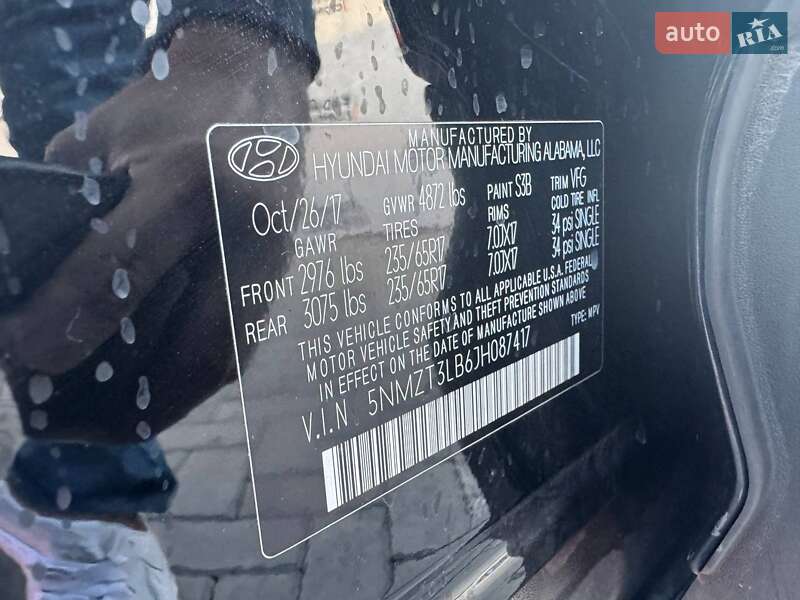 auto RIA
.com
MANUFACTURED BY
HYUNDAI MOTOR MANUFACTURING ALABAMA, LLC
Oct/26/17 GVWR 4872 lbs PAINT S3B TRIM VFG
GAWR TIRES RIMS COLD TIRE INFL
FRONT 2976 lbs 235/65R17 7.0JX17 34 psi SINGLE
REAR 3075 lbs 235/65R17 7.0JX17 34 psi SINGLE
THIS VEHICLE CONFORMS TO ALL APPLICABLE U.S.A. FEDERAL
MOTOR VEHICLE SAFETY AND THEFT PREVENTION STANDARDS
IN EFFECT ON THE DATE OF MANUFACTURE SHOWN ABOVE
V.I.N 5NMZT3LB6JH087417 TYPE: MPV